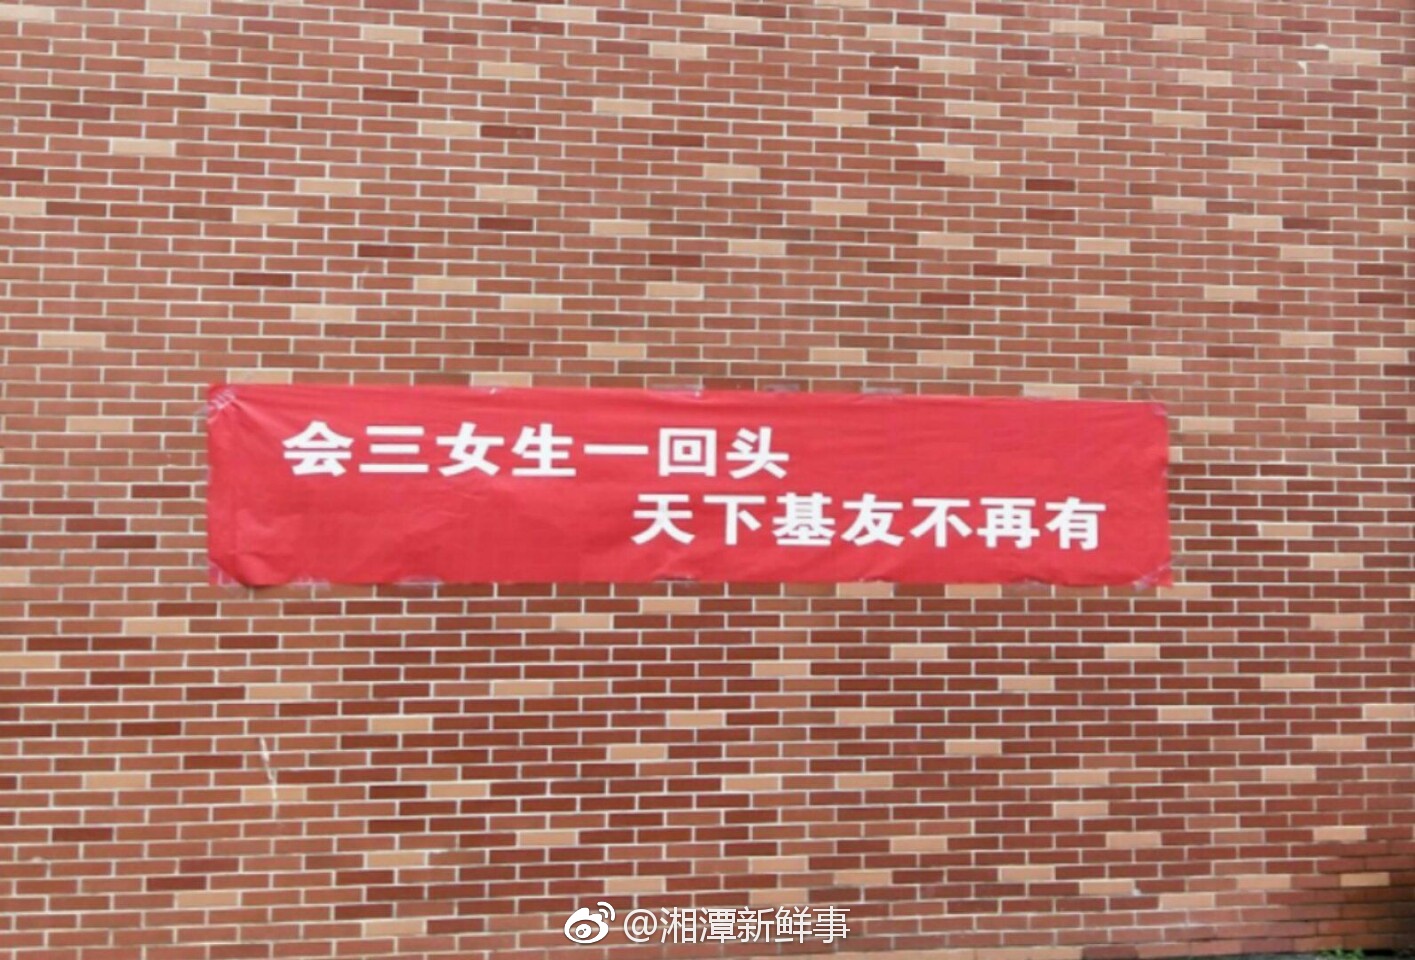 会三女生一回头
天下基友不再有
@湘潭新鲜事